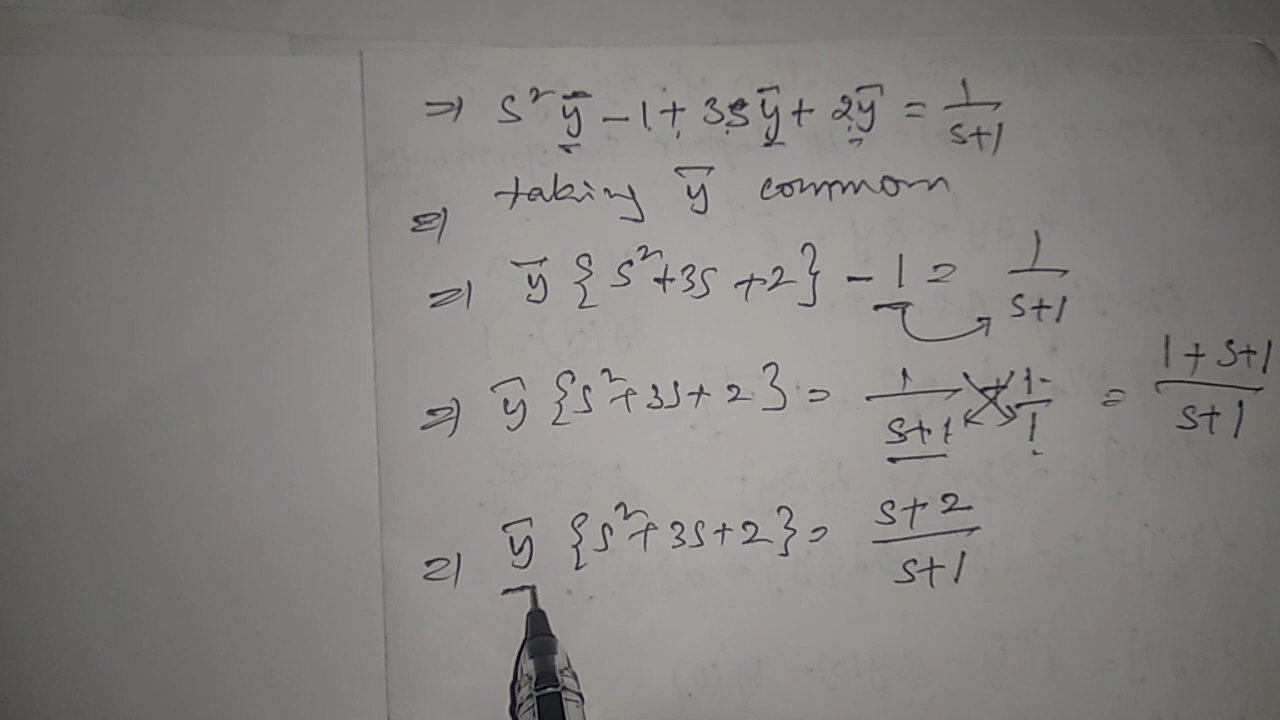 ⇒ s²ȳ - 1 + 3sȳ + 2ȳ = 1/(s+1)
taking ȳ common
⇒
⇒ ȳ {s²+3s+2} - 1 = 1/(s+1)
⇒ ȳ {s²+3s+2} = 1/(s+1) + 1/1 = (1+s+1)/(s+1)
⇒ ȳ {s²+3s+2} = (s+2)/(s+1)